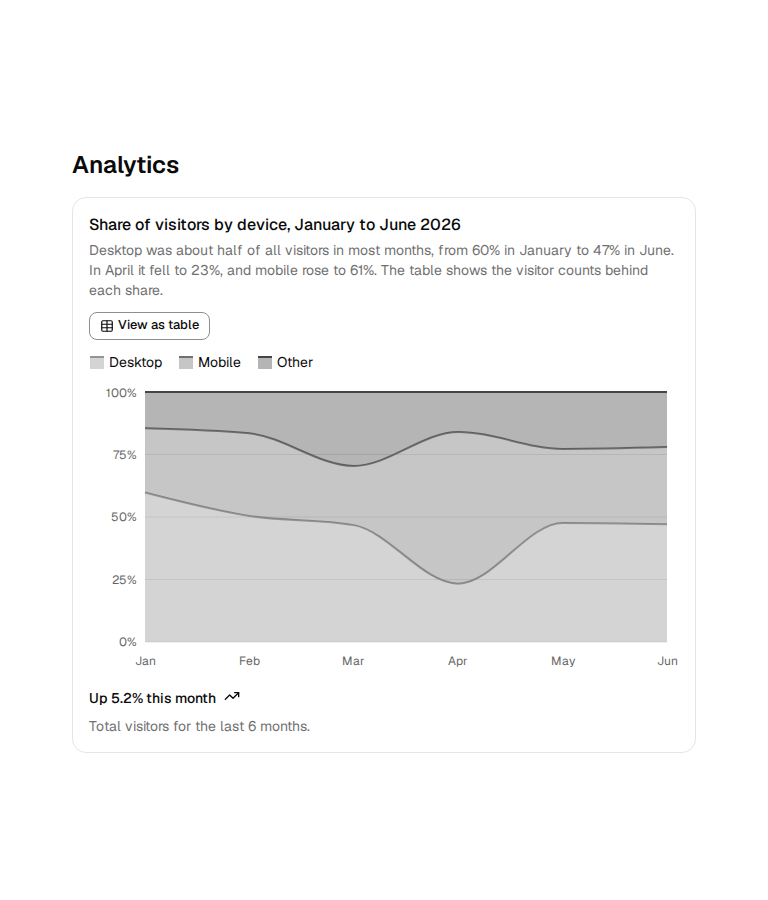 Analytics
Share of visitors by device, January to June 2026
Desktop was about half of all visitors in most months, from 60% in January to 47% in June.
In April it fell to 23%, and mobile rose to 61%. The table shows the visitor counts behind
each share.
View as table
Desktop Mobile Other
100%
75%
50%
25%
0%
Jan Feb Mar Apr May Jun
Up 5.2% this month
Total visitors for the last 6 months.